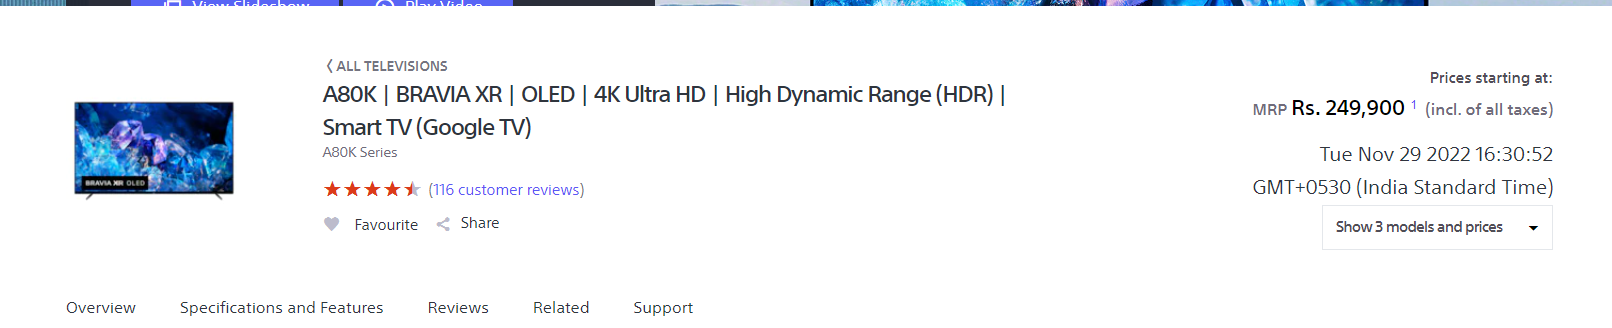 View Slideshow
Play Video
ALL TELEVISIONS
A80K | BRAVIA XR | OLED | 4K Ultra HD | High Dynamic Range (HDR) |
Smart TV (Google TV)
A80K Series
(116 customer reviews)
Favourite
Share
BRAVIA XR OLED
Prices starting at:
MRP Rs. 249,900 1 (incl. of all taxes)
Tue Nov 29 2022 16:30:52
GMT+0530 (India Standard Time)
Show 3 models and prices
Overview
Specifications and Features
Reviews
Related
Support